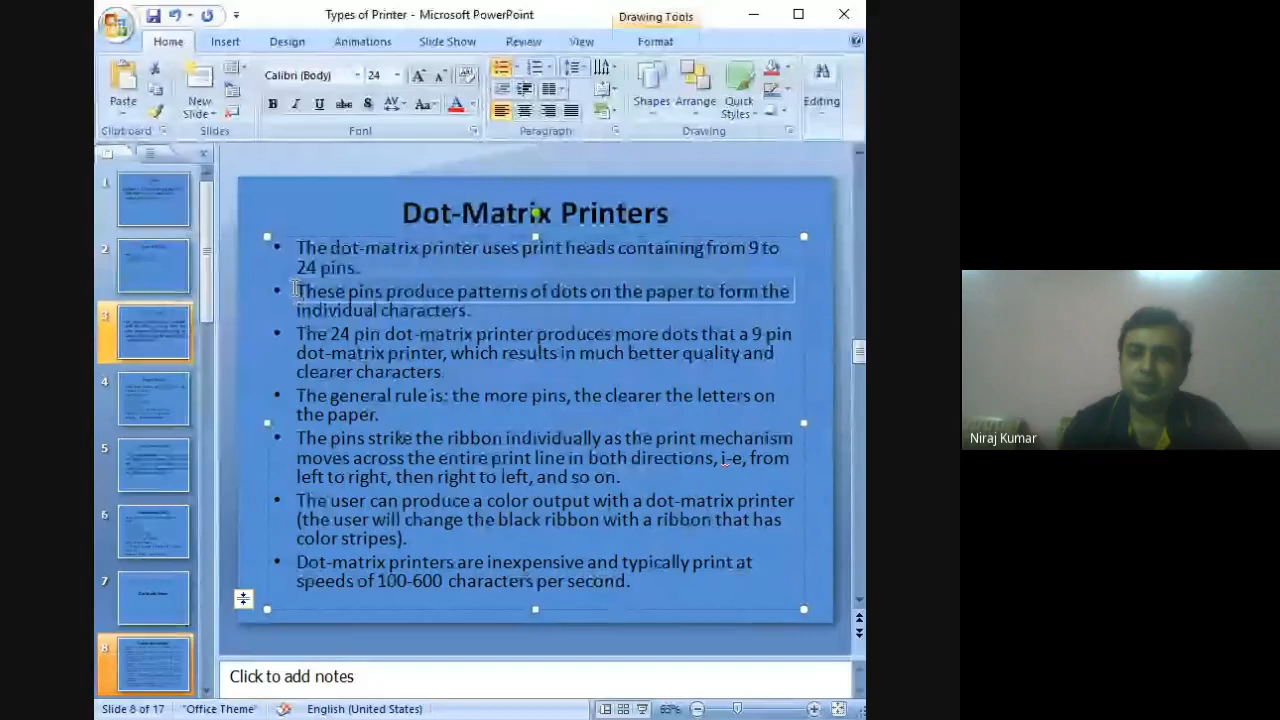 Types of Printer - Microsoft PowerPoint
Drawing Tools
Home
Insert
Design
Animations
Slide Show
Review
View
Format
Calibri (Body)
24
Paste
New
Slide
Shapes
Arrange
Quick
Styles
Editing
Clipboard
Slides
Font
Paragraph
Drawing
1
2
3
4
5
6
7
8
Dot-Matrix Printers
• The dot-matrix printer uses print heads containing from 9 to
24 pins.
• These pins produce patterns of dots on the paper to form the
individual characters.
• The 24 pin dot-matrix printer produces more dots that a 9 pin
dot-matrix printer, which results in much better quality and
clearer characters.
• The general rule is: the more pins, the clearer the letters on
the paper.
• The pins strike the ribbon individually as the print mechanism
moves across the entire print line in both directions, i-e, from
left to right, then right to left, and so on.
• The user can produce a color output with a dot-matrix printer
(the user will change the black ribbon with a ribbon that has
color stripes).
• Dot-matrix printers are inexpensive and typically print at
speeds of 100-600 characters per second.
Niraj Kumar
Click to add notes
Slide 8 of 17
"Office Theme"
English (United States)